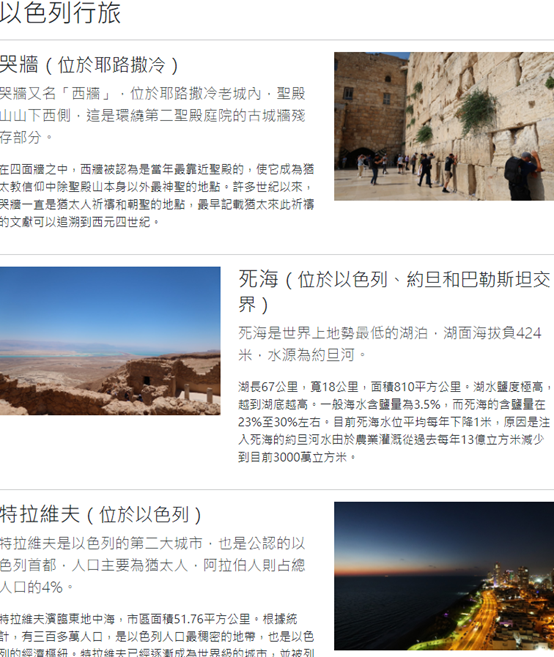 以色列行旅
哭牆 ( 位於耶路撒冷 )
哭牆又名「西牆」，位於耶路撒冷老城內，聖殿
山山下西側，這是環繞第二聖殿庭院的古城牆殘
存部分。
在四面牆之中，西牆被認為是當年最靠近聖殿的，使它成為猶
太教信仰中除聖殿山本身以外最神聖的地點。許多世紀以來，
哭牆一直是猶太人祈禱和朝聖的地點，最早記載猶太來此祈禱
的文獻可以追溯到西元四世紀。
死海 ( 位於以色列、約旦和巴勒斯坦交
界 )
死海是世界上地勢最低的湖泊，湖面海拔負424
米，水源為約旦河。
湖長67公里，寬18公里，面積810平方公里。湖水鹽度極高，
越到湖底越高。一般海水含鹽量為3.5%，而死海的含鹽量在
23%至30%左右。目前死海水位平均每年下降1米，原因是注
入死海的約旦河水由於農業灌溉從過去每年13億立方米減少
到目前3000萬立方米。
特拉維夫 ( 位於以色列 )
特拉維夫是以色列的第二大城市，也是公認的以
色列首都，人口主要為猶太人，阿拉伯人則占總
人口的4%。
特拉維夫濱臨東地中海，市區面積51.76平方公里。根據統
計，有三百多萬人口，是以色列人口最稠密的地帶，也是以色
列的經濟樞紐。特拉維夫已經逐漸成為世界級的城市，並被列